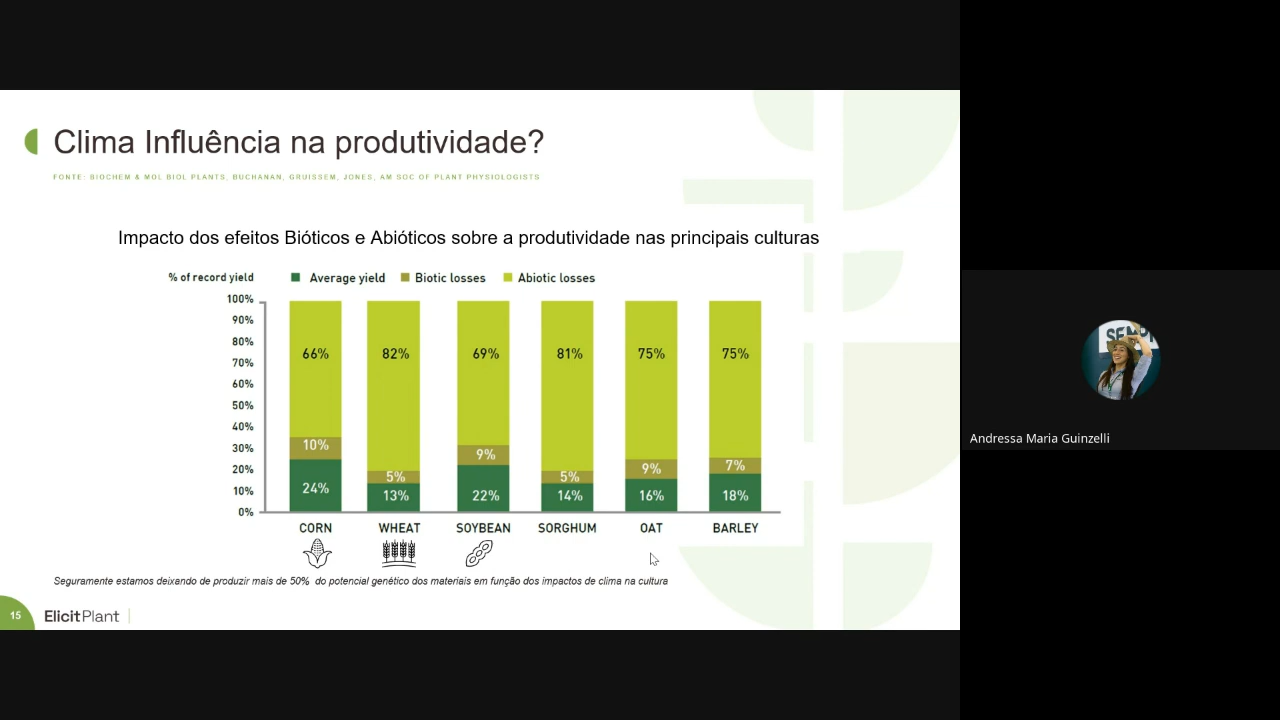 Clima Influência na produtividade?
FONTE: BIOCHEM & MOL BIOL PLANTS, BUCHANAN, GRUISSEM, JONES, AM SOC OF PLANT PHYSIOLOGISTS
Impacto dos efeitos Bióticos e Abióticos sobre a produtividade nas principais culturas
% of record yield Average yield Biotic losses Abiotic losses
100%
90%
80%
70%
60%
50%
40%
30%
20%
10%
0%
66% 82% 69% 81% 75% 75%
10% 5% 9% 5% 9% 7%
24% 13% 22% 14% 16% 18%
CORN WHEAT SOYBEAN SORGHUM OAT BARLEY
Seguramente estamos deixando de produzir mais de 50% do potencial genético dos materiais em função dos impactos de clima na cultura
15 ElicitPlant
SEMP
Andressa Maria Guinzelli